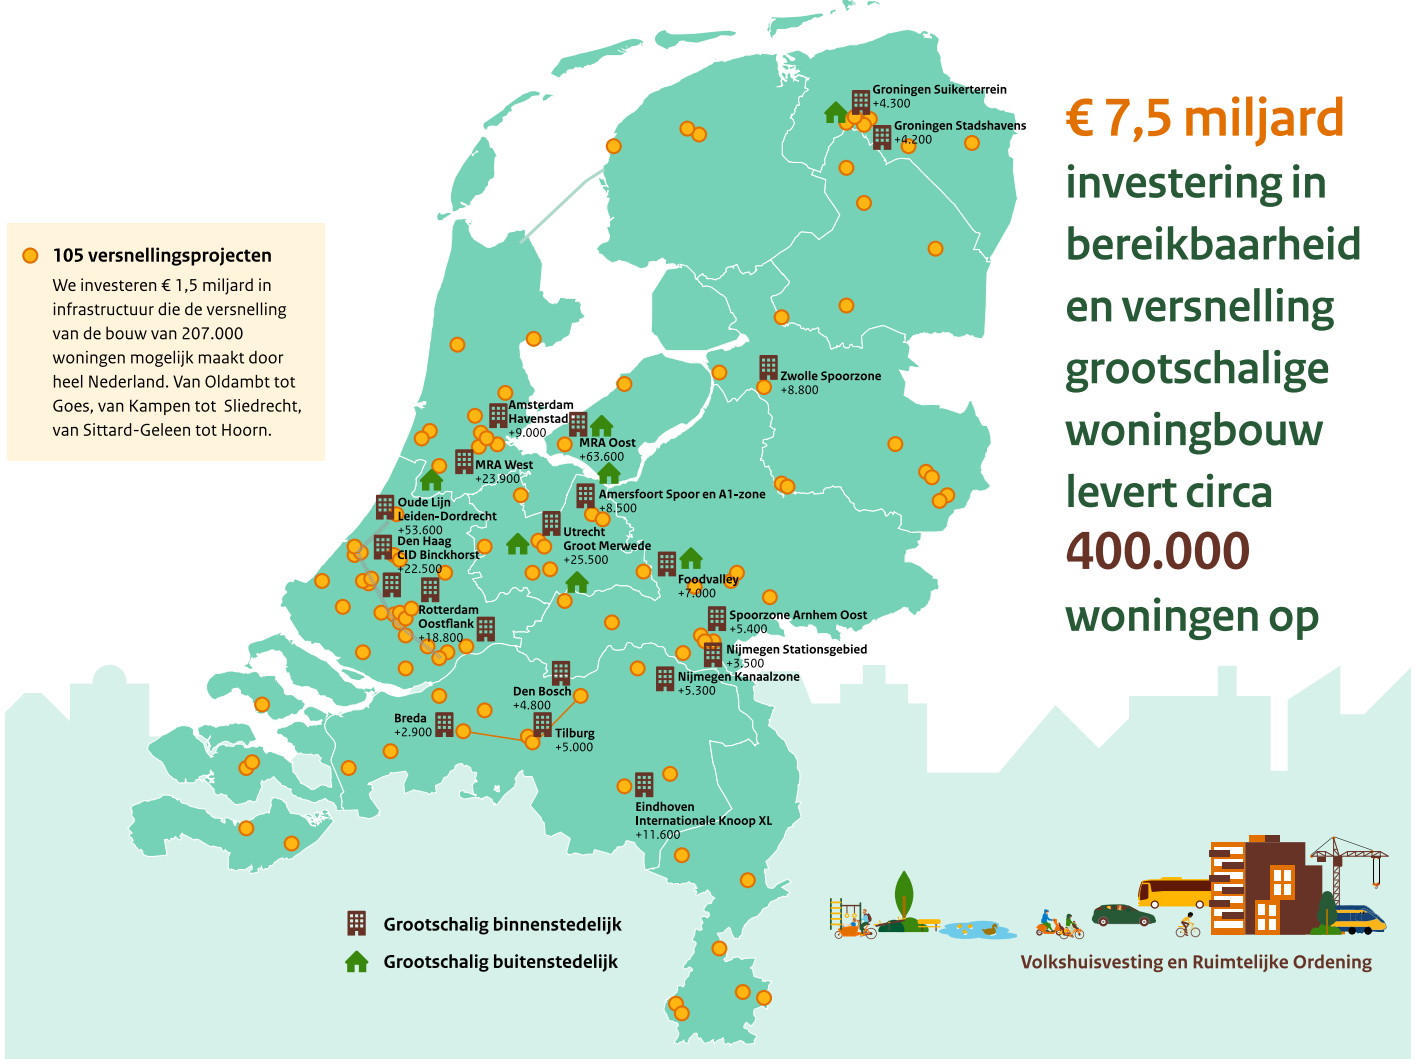 105 versnellingsprojecten
We investeren € 1,5 miljard in
infrastructuur die de versnelling
van de bouw van 207.000
woningen mogelijk maakt door
heel Nederland. Van Oldambt tot
Goes, van Kampen tot Sliedrecht,
van Sittard-Geleen tot Hoorn.
Groningen Suikerterrein
+4.300
Groningen Stadshavens
+4.200
Zwolle Spoorzone
+8.800
Amsterdam
Havenstad
+9.000
MRA Oost
+63.600
MRA West
+23.900
Amersfoort Spoor en A1-zone
+8.500
Oude Lijn
Leiden-Dordrecht
+53.600
Utrecht
Groot Merwede
+25.500
Den Haag
CID Binckhorst
+22.500
Foodvalley
+7.000
Rotterdam
Oostflank
+18.800
Spoorzone Arnhem Oost
+5.400
Nijmegen Stationsgebied
+3.500
Nijmegen Kanaalzone
+5.300
Den Bosch
+4.800
Breda
+2.900
Tilburg
+5.000
Eindhoven
Internationale Knoop XL
+11.600
€ 7,5 miljard
investering in
bereikbaarheid
en versnelling
grootschalige
woningbouw
levert circa
400.000
woningen op
Grootschalig binnenstedelijk
Grootschalig buitenstedelijk
Volkshuisvesting en Ruimtelijke Ordening